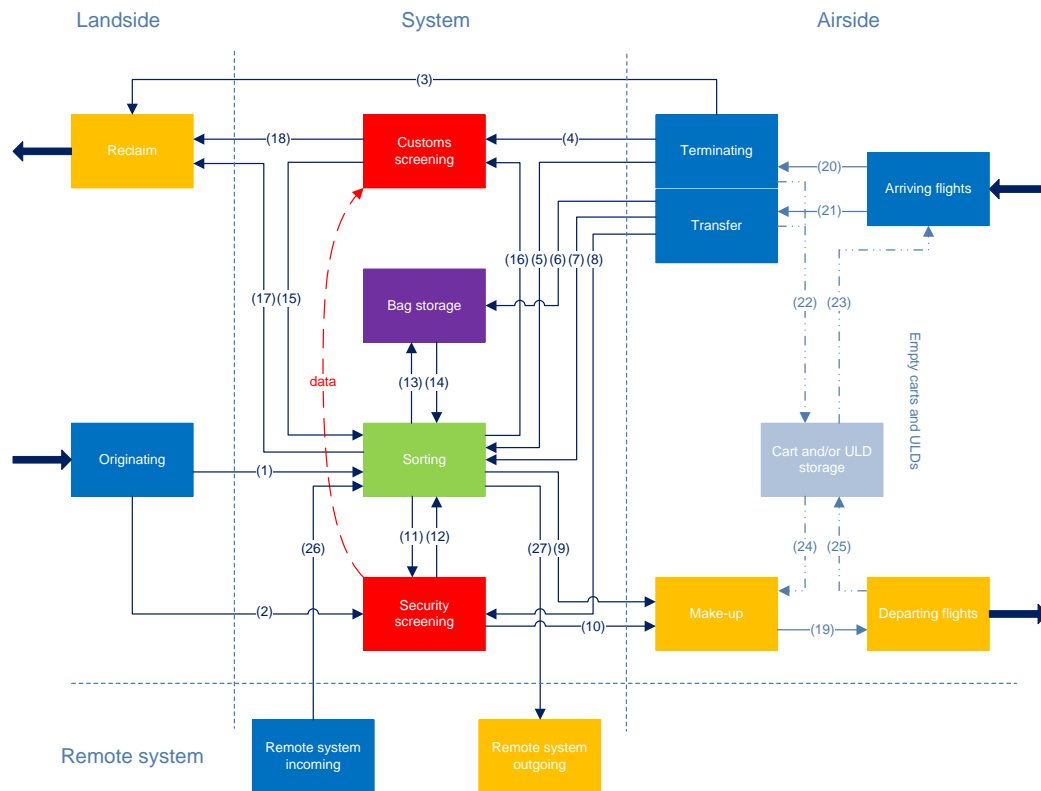 Landside
System
Airside
(3)
Reclaim
(18)
Customs
screening
(4)
Terminating
(20)
Arriving flights
(21)
Transfer
(17)
(15)
(16)
(5)
(6)
(7)
(8)
Bag storage
(22)
(23)
Empty carts and ULDs
data
(13)
(14)
Originating
(1)
Sorting
Cart and/or ULD
storage
(26)
(11)
(12)
(27)
(9)
(24)
(25)
(2)
Security
screening
(10)
Make-up
(19)
Departing flights
Remote system
Remote system
incoming
Remote system
outgoing